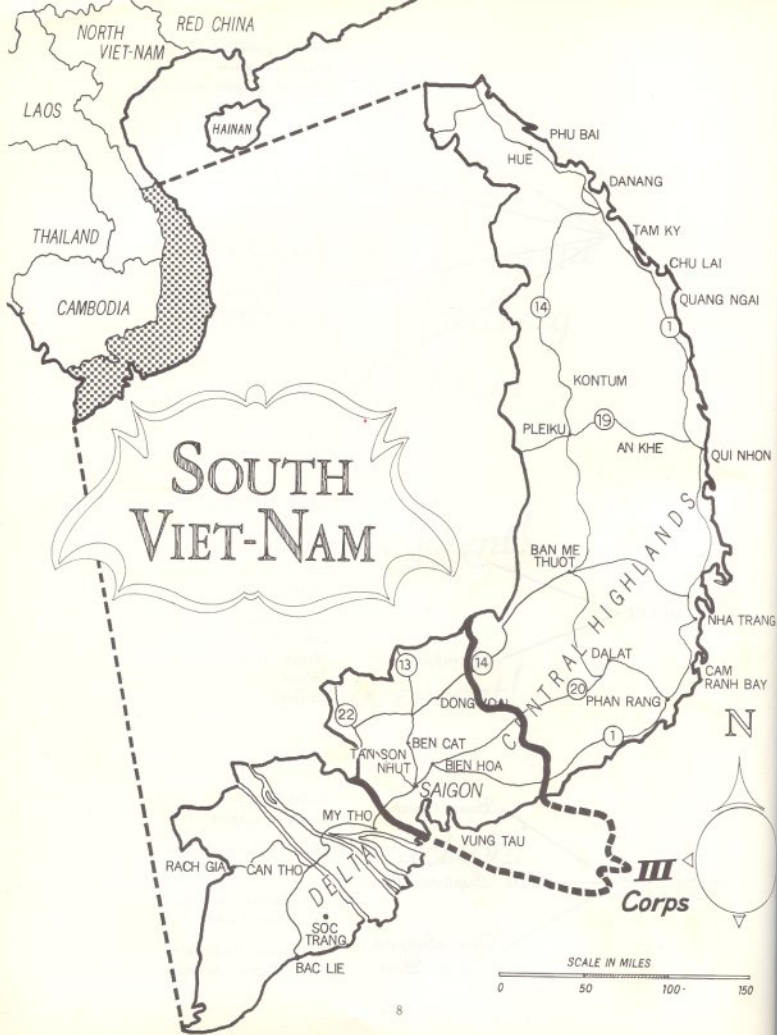 RED CHINA
NORTH
VIET-NAM
LAOS
HAINAN
THAILAND
CAMBODIA
SOUTH
VIET-NAM
PHU BAI
HUE
DANANG
TAM KY
CHU LAI
QUANG NGAI
14
1
KONTUM
PLEIKU
19
AN KHE
QUI NHON
BAN ME
THUOT
CENTRAL HIGHLANDS
NHA TRANG
DALAT
CAM
RANH BAY
13
14
20
PHAN RANG
22
DONG XOAI
1
N
BEN CAT
TAN SON
NHUT
BIEN HOA
SAIGON
MY THO
VUNG TAU
RACH GIA
CAN THO
DELTA
III
Corps
SOC
TRANG
BAC LIE
SCALE IN MILES
0 50 100 150
8